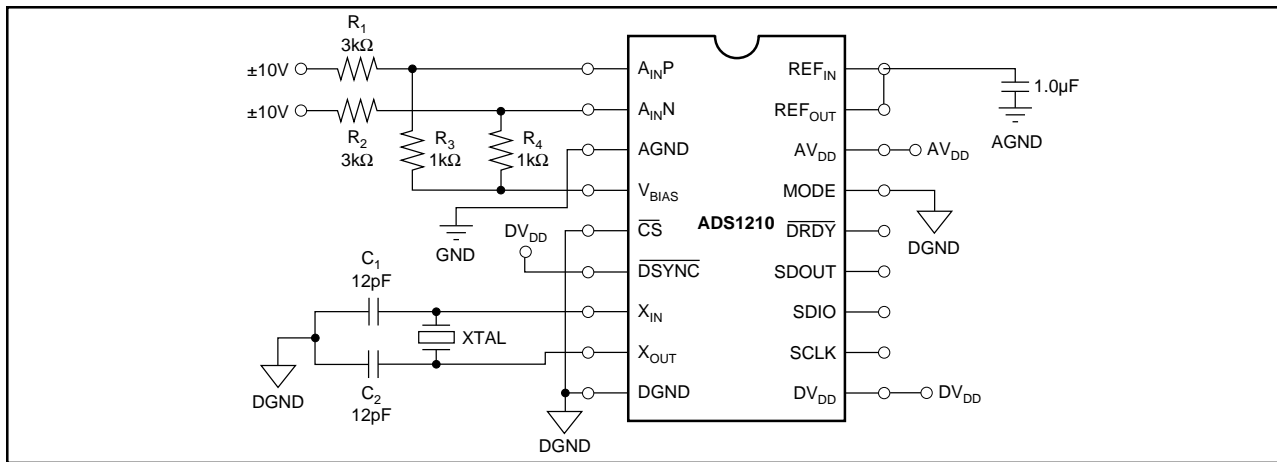 R1
3kΩ
±10V
±10V
R2
3kΩ
R3
1kΩ
R4
1kΩ
GND
DVDD
C1
12pF
XTAL
DGND
C2
12pF
DGND
AINP
AINN
AGND
VBIAS
CS
DSYNC
XIN
XOUT
DGND
ADS1210
REFIN
REFOUT
AVDD
MODE
DRDY
SDOUT
SDIO
SCLK
DVDD
1.0µF
AGND
AVDD
DGND
DVDD